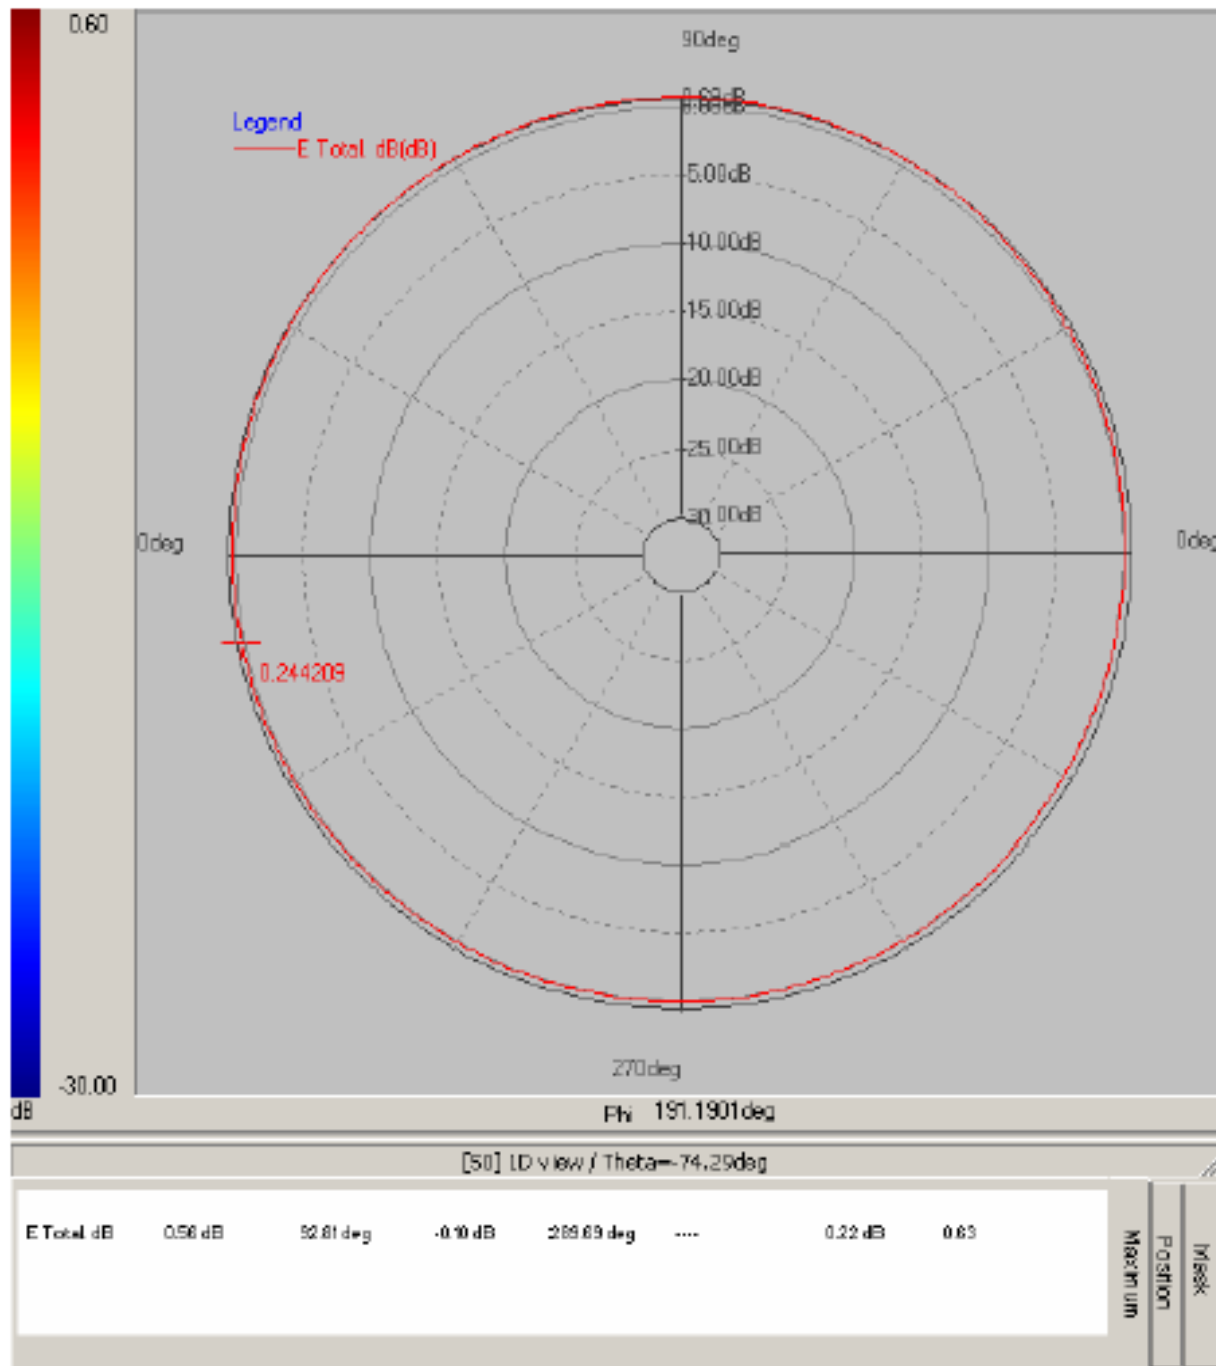 0.60
90deg
Legend
E Total. dB(dB)
5.00dB
10.00dB
15.00dB
20.00dB
25.00dB
30.00dB
0deg
0deg
0.244209
270deg
-30.00
dB
Phi 191.1901deg
[50] 1D view / Theta=-74.29deg
E Total. dB 0.56 dB 92.81 deg -0.10 dB 289.69 deg ---- 0.22 dB 0.63
Maximum
Position
Mask